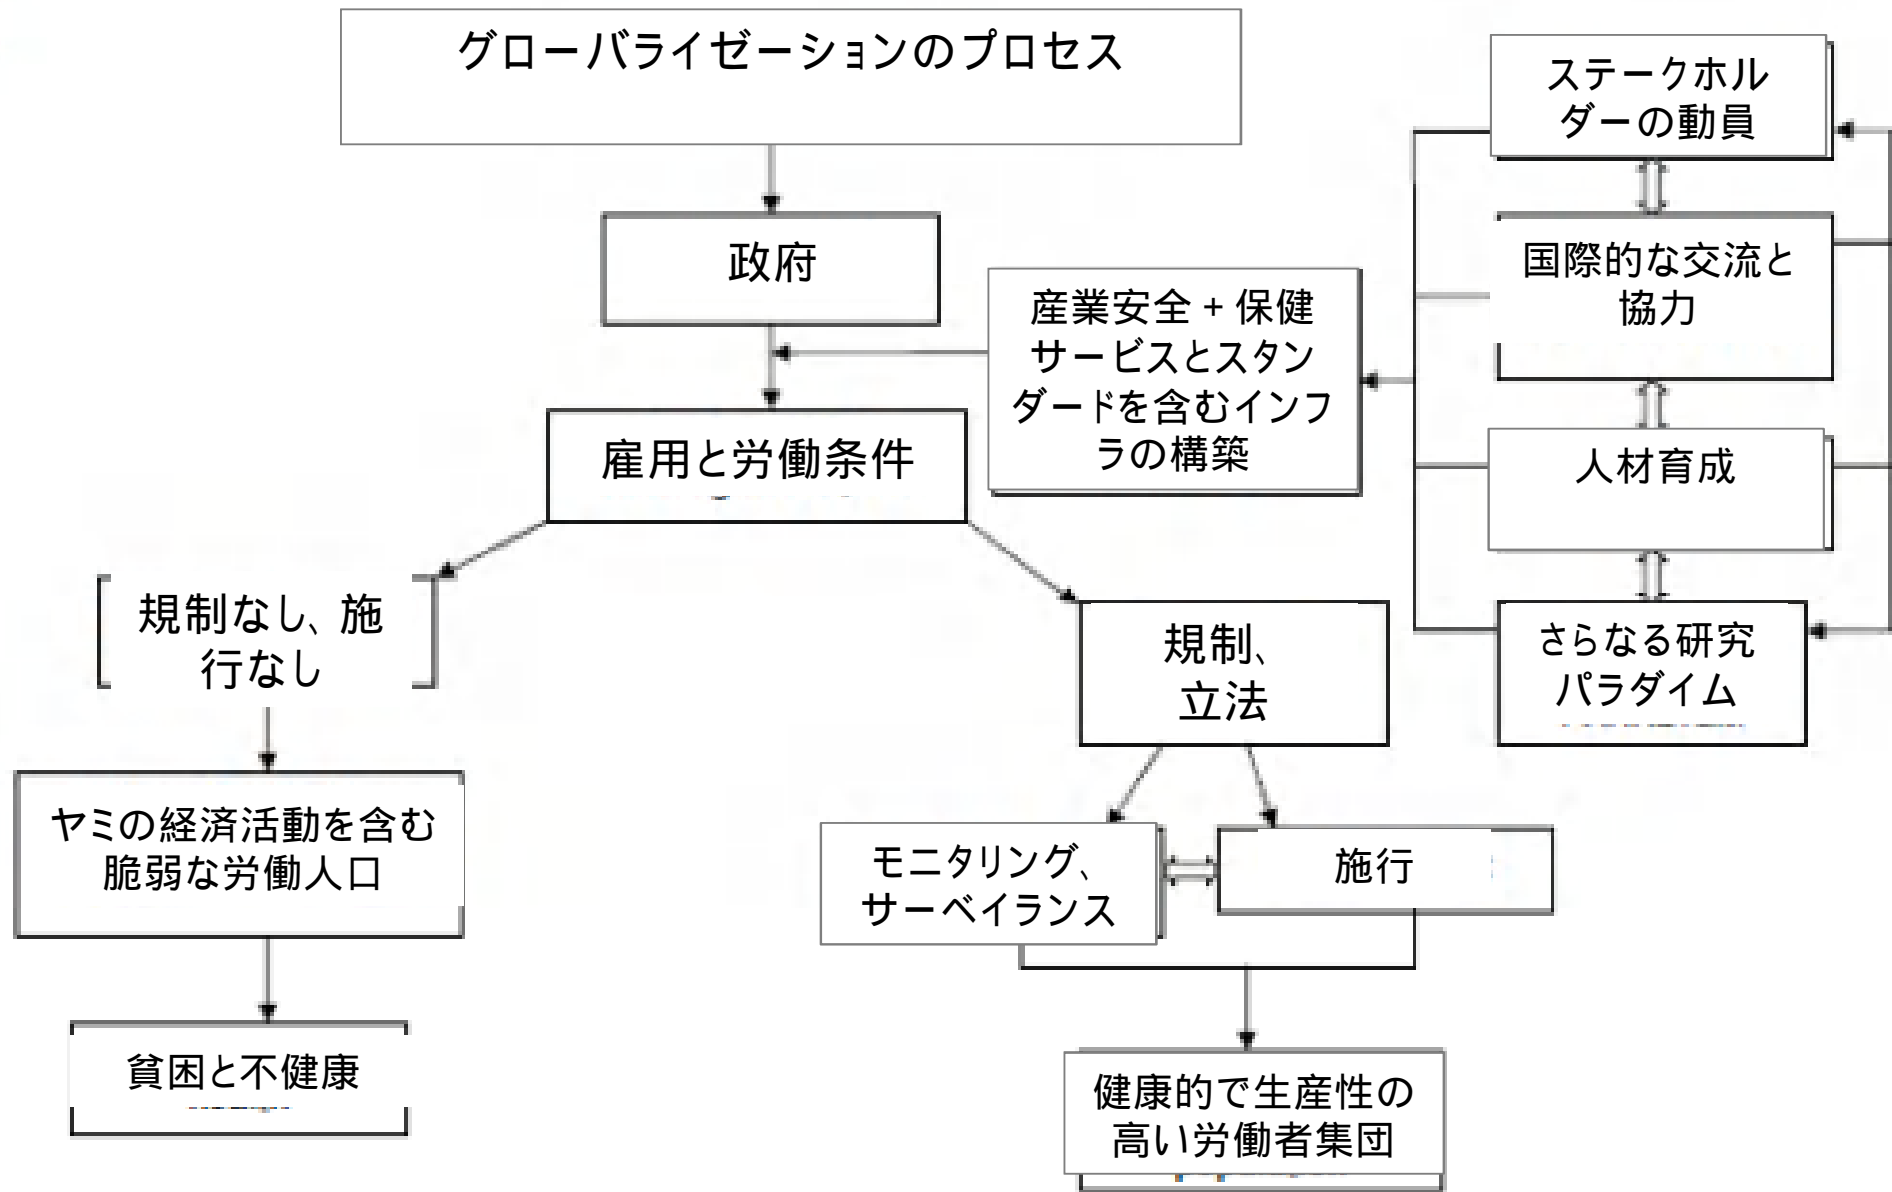 グローバライゼーションのプロセス
政府
産業安全+保健
サービスとスタン
ダードを含むインフ
ラの構築
雇用と労働条件
規制なし、施
行なし
規制、
立法
ヤミの経済活動を含む
脆弱な労働人口
モニタリング、
サーベイランス
施行
貧困と不健康
健康的で生産性の
高い労働者集団
ステークホル
ダーの動員
国際的な交流と
協力
人材育成
さらなる研究
パラダイム